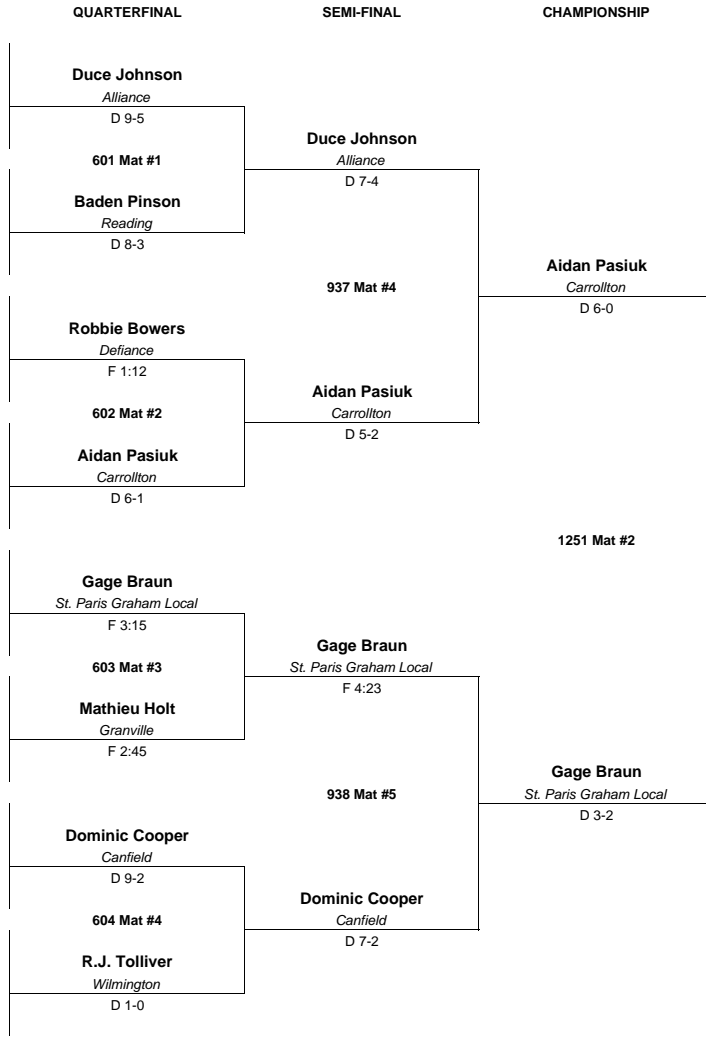 QUARTERFINAL SEMI-FINAL CHAMPIONSHIP
Duce Johnson
Alliance
D 9-5
601 Mat #1
Baden Pinson
Reading
D 8-3
Robbie Bowers
Defiance
F 1:12
602 Mat #2
Aidan Pasiuk
Carrollton
D 6-1
Gage Braun
St. Paris Graham Local
F 3:15
603 Mat #3
Mathieu Holt
Granville
F 2:45
Dominic Cooper
Canfield
D 9-2
604 Mat #4
R.J. Tolliver
Wilmington
D 1-0
Duce Johnson
Alliance
D 7-4
937 Mat #4
Aidan Pasiuk
Carrollton
D 5-2
Gage Braun
St. Paris Graham Local
F 4:23
938 Mat #5
Dominic Cooper
Canfield
D 7-2
Aidan Pasiuk
Carrollton
D 6-0
1251 Mat #2
Gage Braun
St. Paris Graham Local
D 3-2